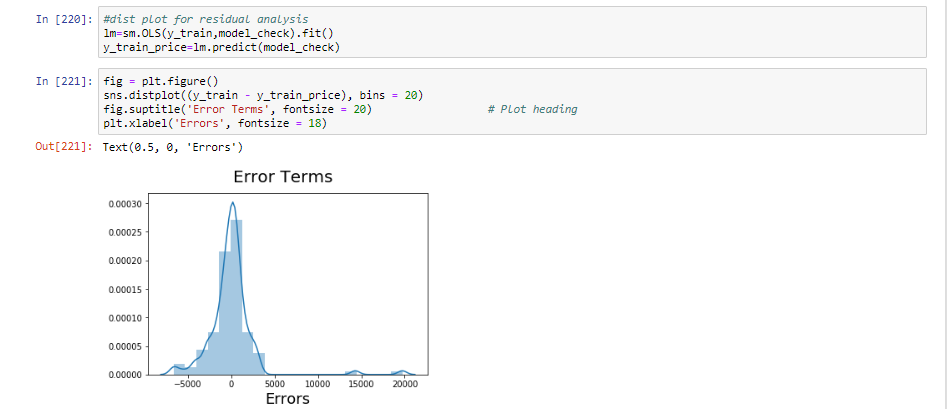 In [220]: #dist plot for residual analysis
lm=sm.OLS(y_train,model_check).fit()
y_train_price=lm.predict(model_check)
In [221]: fig = plt.figure()
sns.distplot((y_train - y_train_price), bins = 20)
fig.suptitle('Error Terms', fontsize = 20) # Plot heading
plt.xlabel('Errors', fontsize = 18)
Out[221]: Text(0.5, 0, 'Errors')
Error Terms
0.00030
0.00025
0.00020
0.00015
0.00010
0.00005
0.00000
−5000 0 5000 10000 15000 20000
Errors